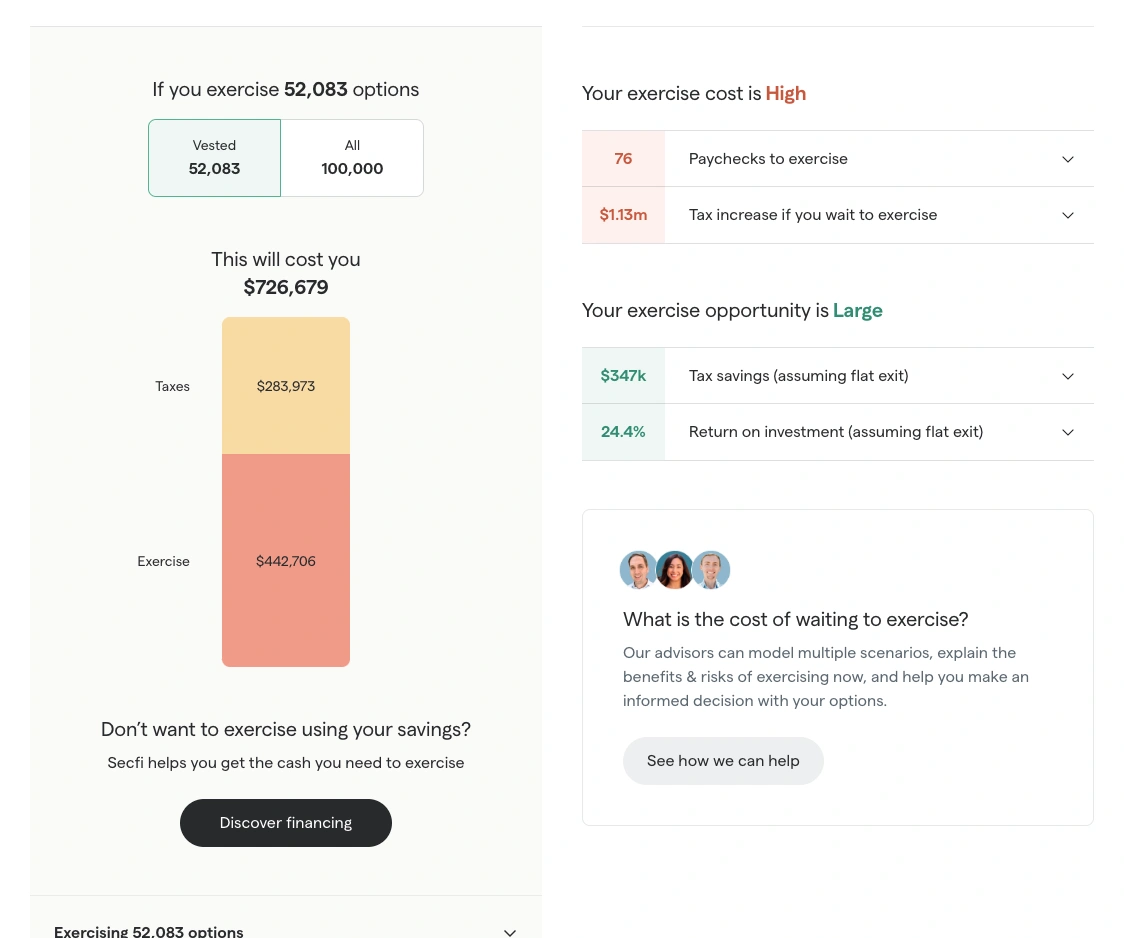 If you exercise 52,083 options
Vested
52,083
All
100,000
This will cost you
$726,679
Taxes
$283,973
Exercise
$442,706
Don’t want to exercise using your savings?
Secfi helps you get the cash you need to exercise
Discover financing
Exercising 52,083 options
Your exercise cost is High
76 Paychecks to exercise
$1.13m Tax increase if you wait to exercise
Your exercise opportunity is Large
$347k Tax savings (assuming flat exit)
24.4% Return on investment (assuming flat exit)
What is the cost of waiting to exercise?
Our advisors can model multiple scenarios, explain the
benefits & risks of exercising now, and help you make an
informed decision with your options.
See how we can help